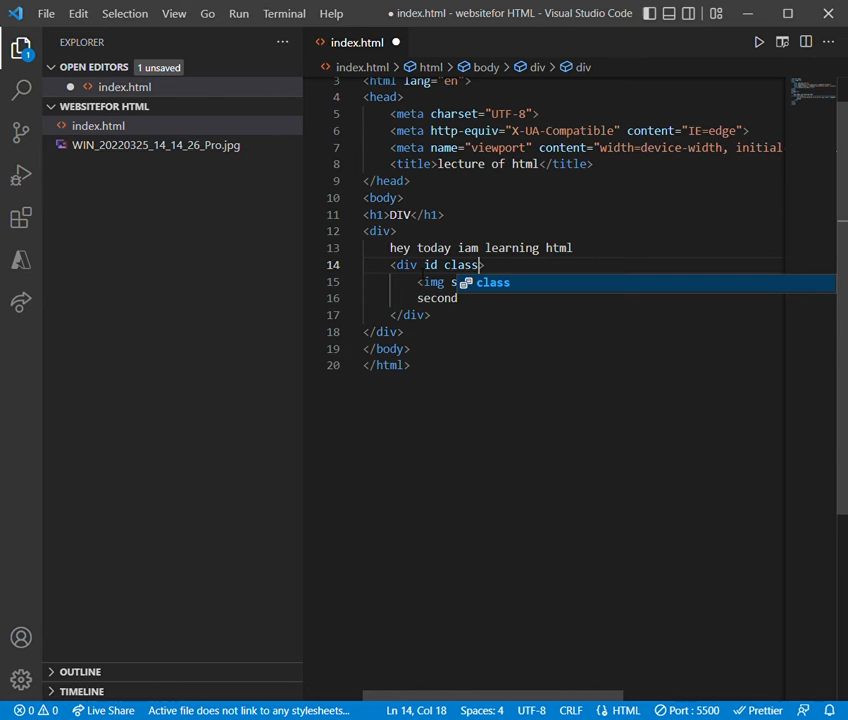 File Edit Selection View Go Run Terminal Help ● index.html - websitefor HTML - Visual Studio Code
EXPLORER
OPEN EDITORS 1 unsaved
index.html
WEBSITEFOR HTML
index.html
WIN_20220325_14_14_26_Pro.jpg
1
index.html
index.html > html > body > div > div
3 <html lang="en">
4 <head>
5 <meta charset="UTF-8">
6 <meta http-equiv="X-UA-Compatible" content="IE=edge">
7 <meta name="viewport" content="width=device-width, initial
8 <title>lecture of html</title>
9 </head>
10 <body>
11 <h1>DIV</h1>
12 <div>
13 hey today iam learning html
14 <div id class>
15 <img s class
16 second
17 </div>
18 </div>
19 </body>
20 </html>
OUTLINE
TIMELINE
0 0 Live Share Active file does not link to any stylesheets... Ln 14, Col 18 Spaces: 4 UTF-8 CRLF HTML Port : 5500 Prettier